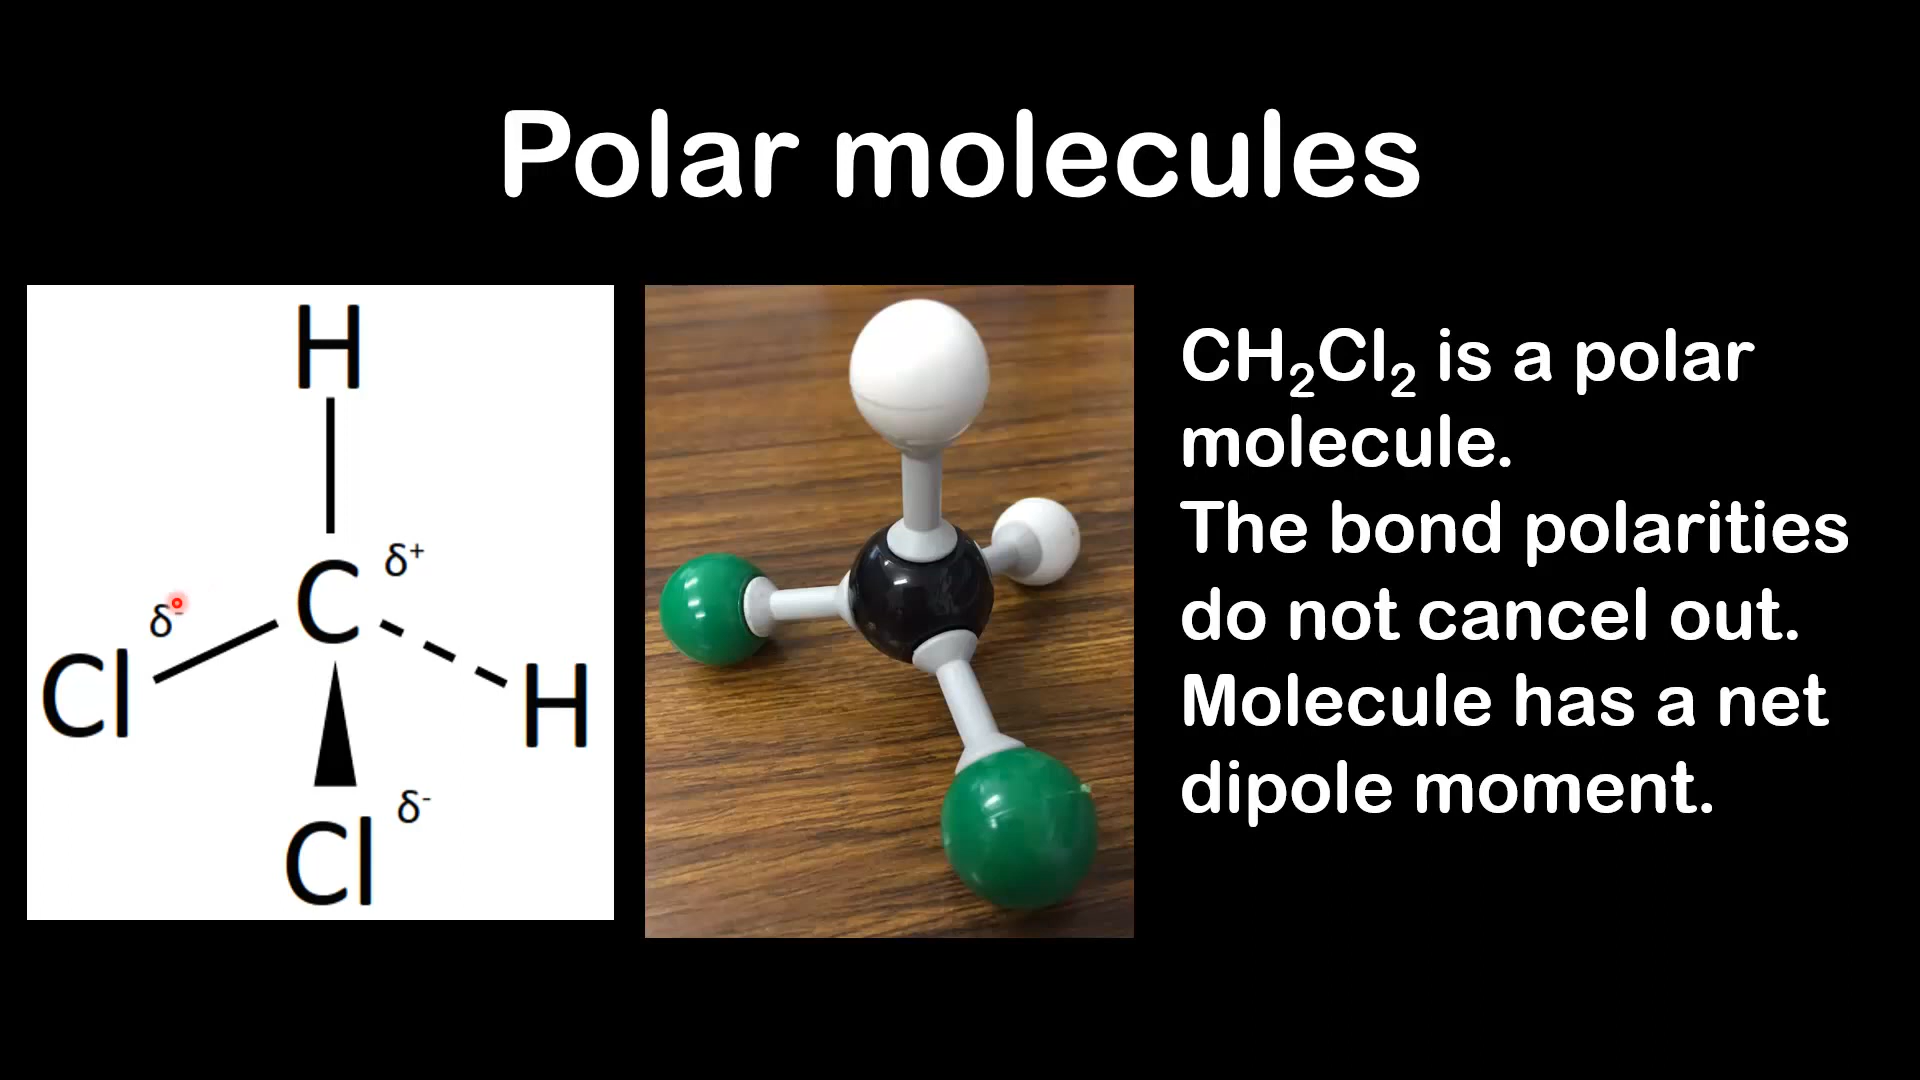 Polar molecules
H
C δ⁺
δ⁻
Cl
H
Cl δ⁻
CH₂Cl₂ is a polar
molecule.
The bond polarities
do not cancel out.
Molecule has a net
dipole moment.